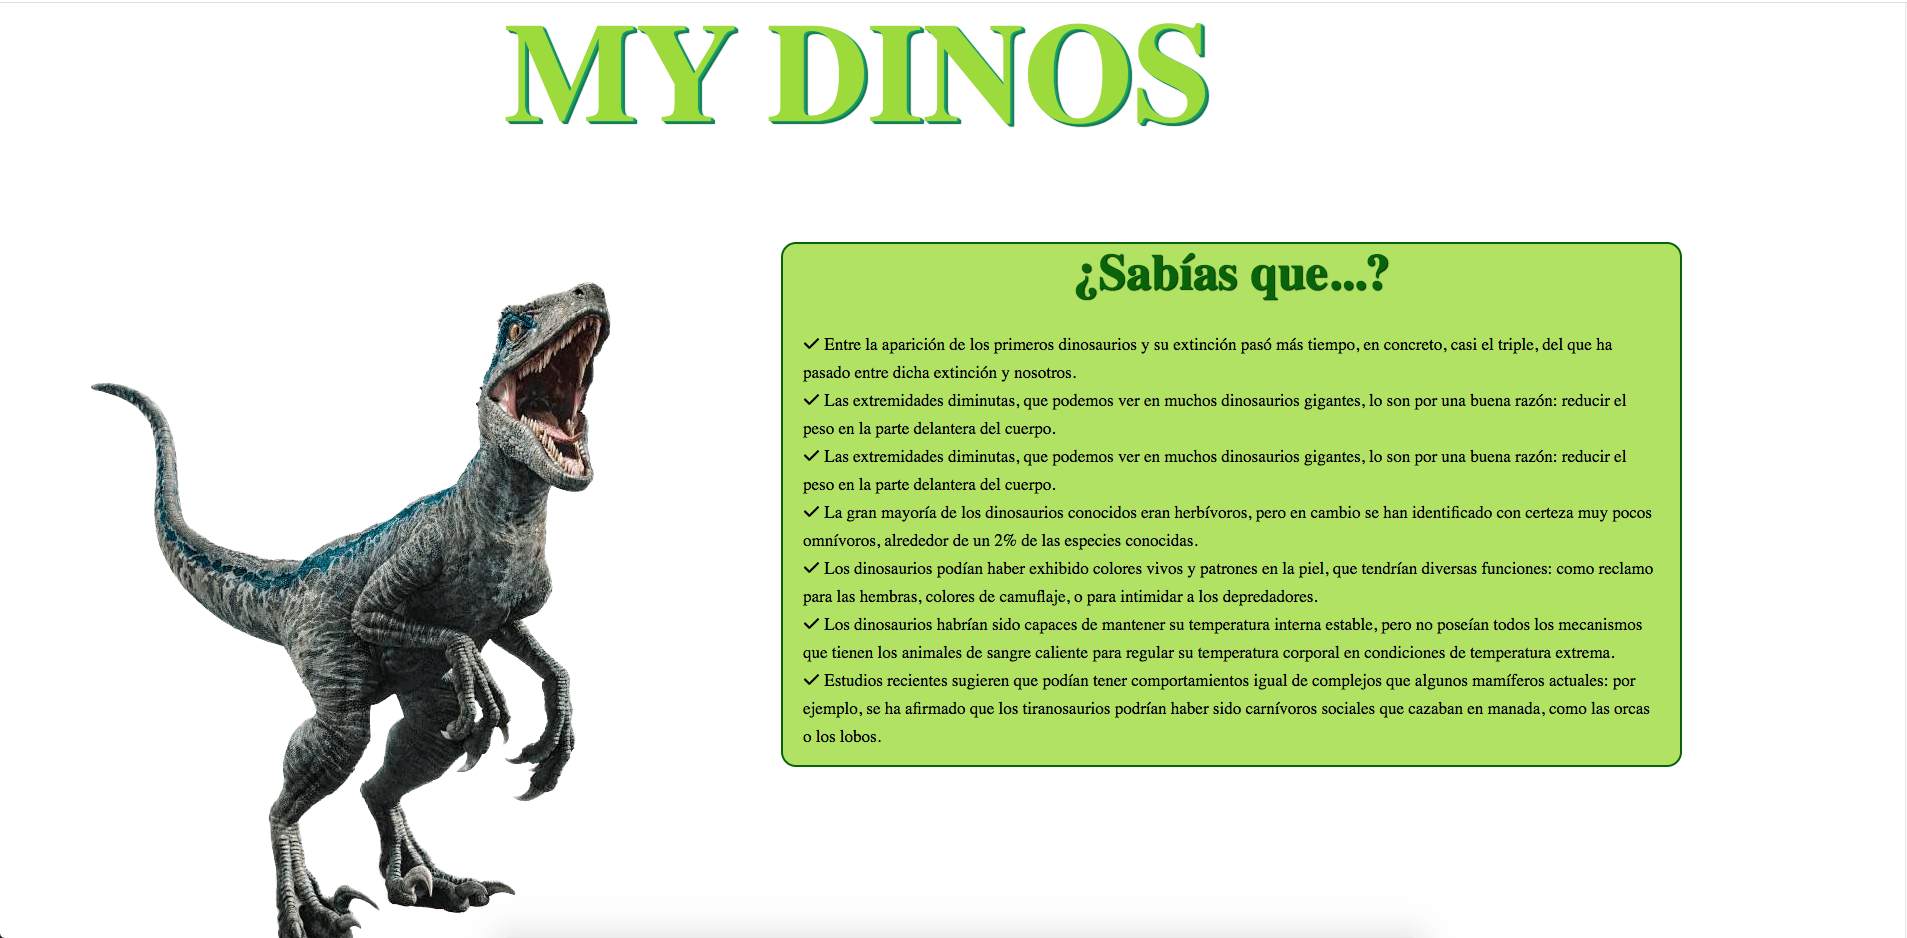 MY DINOS
¿Sabías que...?
✓ Entre la aparición de los primeros dinosaurios y su extinción pasó más tiempo, en concreto, casi el triple, del que ha
pasado entre dicha extinción y nosotros.
✓ Las extremidades diminutas, que podemos ver en muchos dinosaurios gigantes, lo son por una buena razón: reducir el
peso en la parte delantera del cuerpo.
✓ Las extremidades diminutas, que podemos ver en muchos dinosaurios gigantes, lo son por una buena razón: reducir el
peso en la parte delantera del cuerpo.
✓ La gran mayoría de los dinosaurios conocidos eran herbívoros, pero en cambio se han identificado con certeza muy pocos
omnívoros, alrededor de un 2% de las especies conocidas.
✓ Los dinosaurios podían haber exhibido colores vivos y patrones en la piel, que tendrían diversas funciones: como reclamo
para las hembras, colores de camuflaje, o para intimidar a los depredadores.
✓ Los dinosaurios habrían sido capaces de mantener su temperatura interna estable, pero no poseían todos los mecanismos
que tienen los animales de sangre caliente para regular su temperatura corporal en condiciones de temperatura extrema.
✓ Estudios recientes sugieren que podían tener comportamientos igual de complejos que algunos mamíferos actuales: por
ejemplo, se ha afirmado que los tiranosaurios podrían haber sido carnívoros sociales que cazaban en manada, como las orcas
o los lobos.